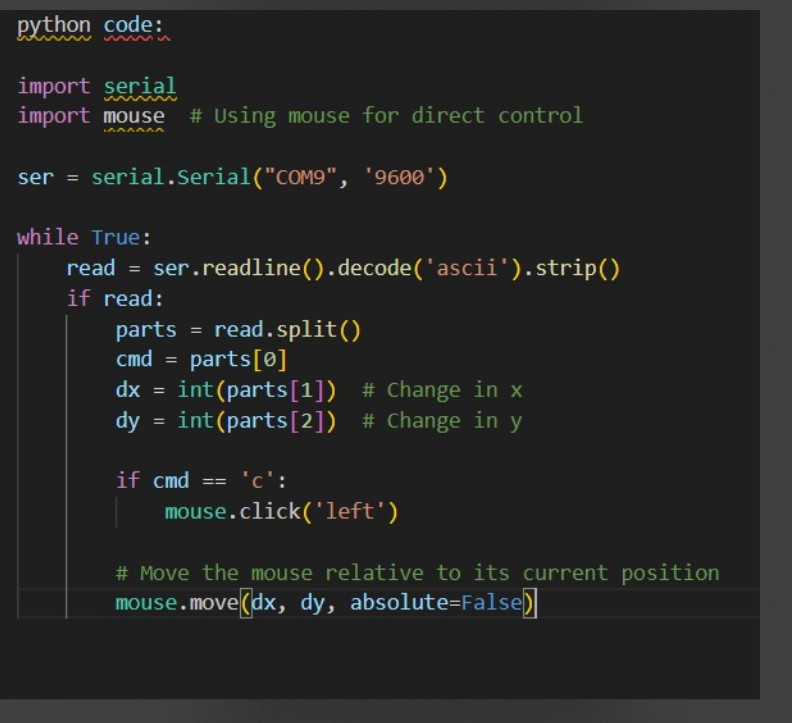 python code:
import serial
import mouse  # Using mouse for direct control
ser = serial.Serial("COM9", '9600')
while True:
    read = ser.readline().decode('ascii').strip()
    if read:
        parts = read.split()
        cmd = parts[0]
        dx = int(parts[1])  # Change in x
        dy = int(parts[2])  # Change in y
        if cmd == 'c':
            mouse.click('left')
        # Move the mouse relative to its current position
        mouse.move(dx, dy, absolute=False)